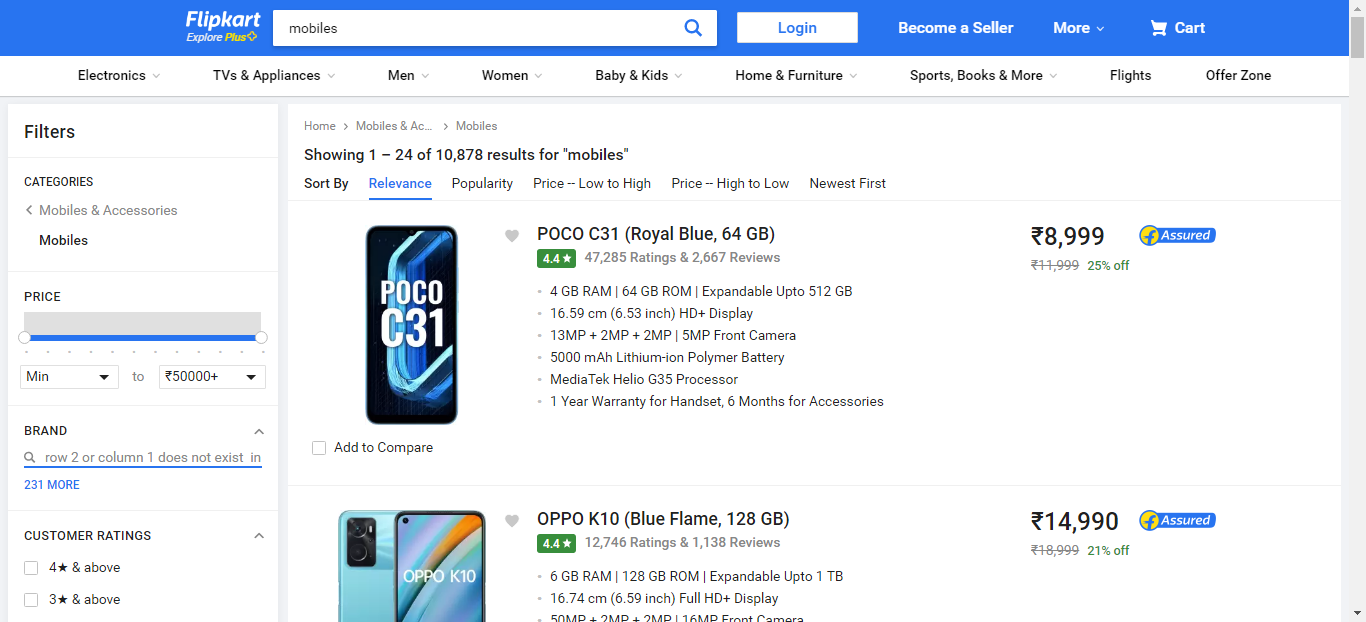 Flipkart
Explore Plus
mobiles
Login
Become a Seller
More
Cart
Electronics
TVs & Appliances
Men
Women
Baby & Kids
Home & Furniture
Sports, Books & More
Flights
Offer Zone
Filters
CATEGORIES
Mobiles & Accessories
Mobiles
PRICE
Min
to
₹50000+
BRAND
row 2 or column 1 does not exist in
231 MORE
CUSTOMER RATINGS
4★ & above
3★ & above
Home
Mobiles & Ac...
Mobiles
Showing 1 – 24 of 10,878 results for "mobiles"
Sort By
Relevance
Popularity
Price -- Low to High
Price -- High to Low
Newest First
POCO
C31
Add to Compare
POCO C31 (Royal Blue, 64 GB)
4.4★ 47,285 Ratings & 2,667 Reviews
4 GB RAM | 64 GB ROM | Expandable Upto 512 GB
16.59 cm (6.53 inch) HD+ Display
13MP + 2MP + 2MP | 5MP Front Camera
5000 mAh Lithium-ion Polymer Battery
MediaTek Helio G35 Processor
1 Year Warranty for Handset, 6 Months for Accessories
₹8,999
Assured
₹11,999 25% off
OPPO K10
OPPO K10 (Blue Flame, 128 GB)
4.4★ 12,746 Ratings & 1,138 Reviews
6 GB RAM | 128 GB ROM | Expandable Upto 1 TB
16.74 cm (6.59 inch) Full HD+ Display
50MP + 2MP + 2MP | 16MP Front Camera
₹14,990
Assured
₹18,999 21% off